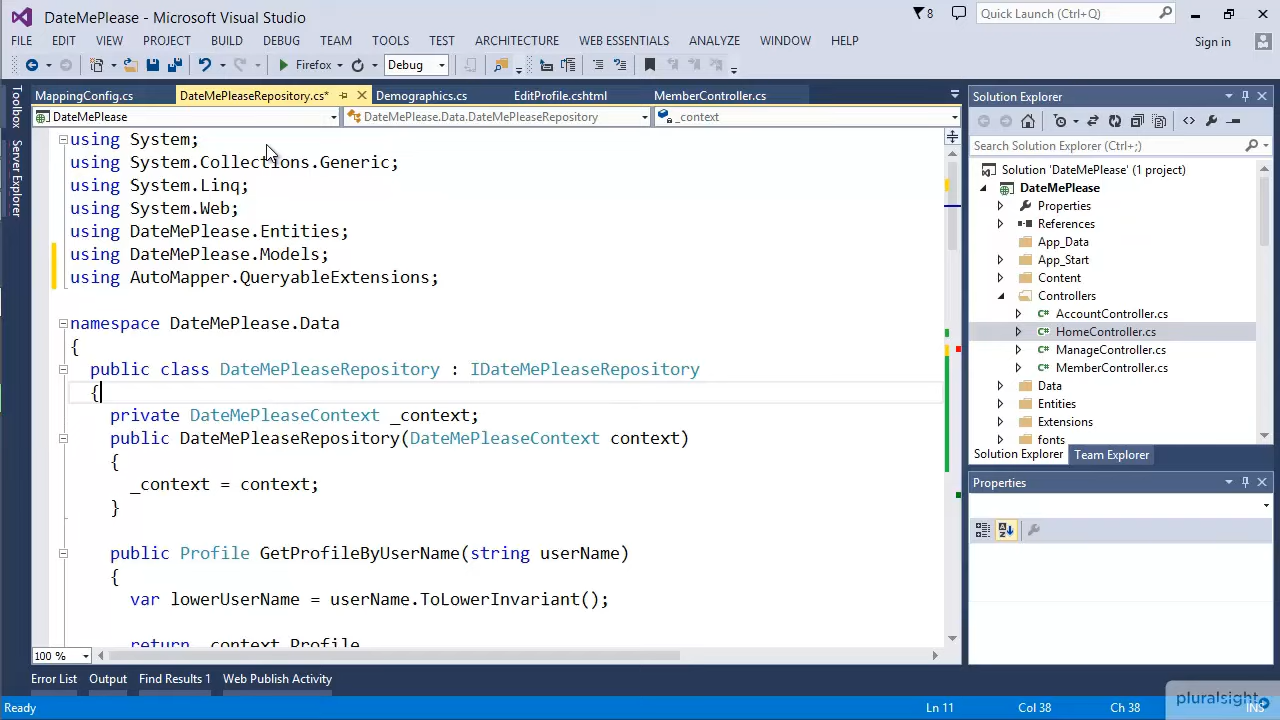 DateMePlease - Microsoft Visual Studio
8
Quick Launch (Ctrl+Q)
FILE EDIT VIEW PROJECT BUILD DEBUG TEAM TOOLS TEST ARCHITECTURE WEB ESSENTIALS ANALYZE WINDOW HELP
Sign in
Firefox
Debug
MappingConfig.cs DateMePleaseRepository.cs* Demographics.cs EditProfile.cshtml MemberController.cs
Toolbox
Server Explorer
DateMePlease
DateMePlease.Data.DateMePleaseRepository
_context
using System;
using System.Collections.Generic;
using System.Linq;
using System.Web;
using DateMePlease.Entities;
using DateMePlease.Models;
using AutoMapper.QueryableExtensions;
namespace DateMePlease.Data
{
public class DateMePleaseRepository : IDateMePleaseRepository
{
private DateMePleaseContext _context;
public DateMePleaseRepository(DateMePleaseContext context)
{
_context = context;
}
public Profile GetProfileByUserName(string userName)
{
var lowerUserName = userName.ToLowerInvariant();
return _context.Profile
100 %
Solution Explorer
Search Solution Explorer (Ctrl+;)
Solution 'DateMePlease' (1 project)
DateMePlease
Properties
References
App_Data
App_Start
Content
Controllers
C# AccountController.cs
C# HomeController.cs
C# ManageController.cs
C# MemberController.cs
Data
Entities
Extensions
fonts
Solution Explorer Team Explorer
Properties
Error List Output Find Results 1 Web Publish Activity
Ready
Ln 11
Col 38
Ch 38
INS
pluralsight